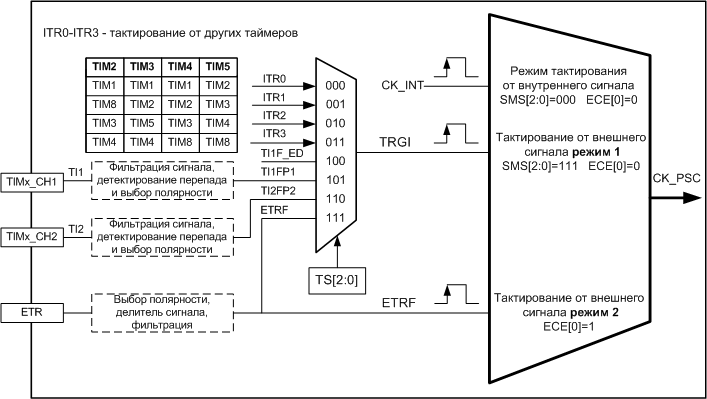 ITR0-ITR3 - тактирование от других таймеров
TIM2 TIM3 TIM4 TIM5
TIM1 TIM1 TIM1 TIM2
TIM8 TIM2 TIM2 TIM3
TIM3 TIM5 TIM3 TIM4
TIM4 TIM4 TIM8 TIM8
ITR0
ITR1
ITR2
ITR3
TI1F_ED
TI1FP1
TI2FP2
ETRF
000
001
010
011
100
101
110
111
TS[2:0]
TIMx_CH1
TI1
Фильтрация сигнала,
детектирование перепада
и выбор полярности
TIMx_CH2
TI2
Фильтрация сигнала,
детектирование перепада
и выбор полярности
ETR
Выбор полярности,
делитель сигнала,
фильтрация
CK_INT
TRGI
ETRF
Режим тактирования
от внутреннего сигнала
SMS[2:0]=000 ECE[0]=0
Тактирование от внешнего
сигнала режим 1
SMS[2:0]=111 ECE[0]=0
Тактирование от внешнего
сигнала режим 2
ECE[0]=1
CK_PSC